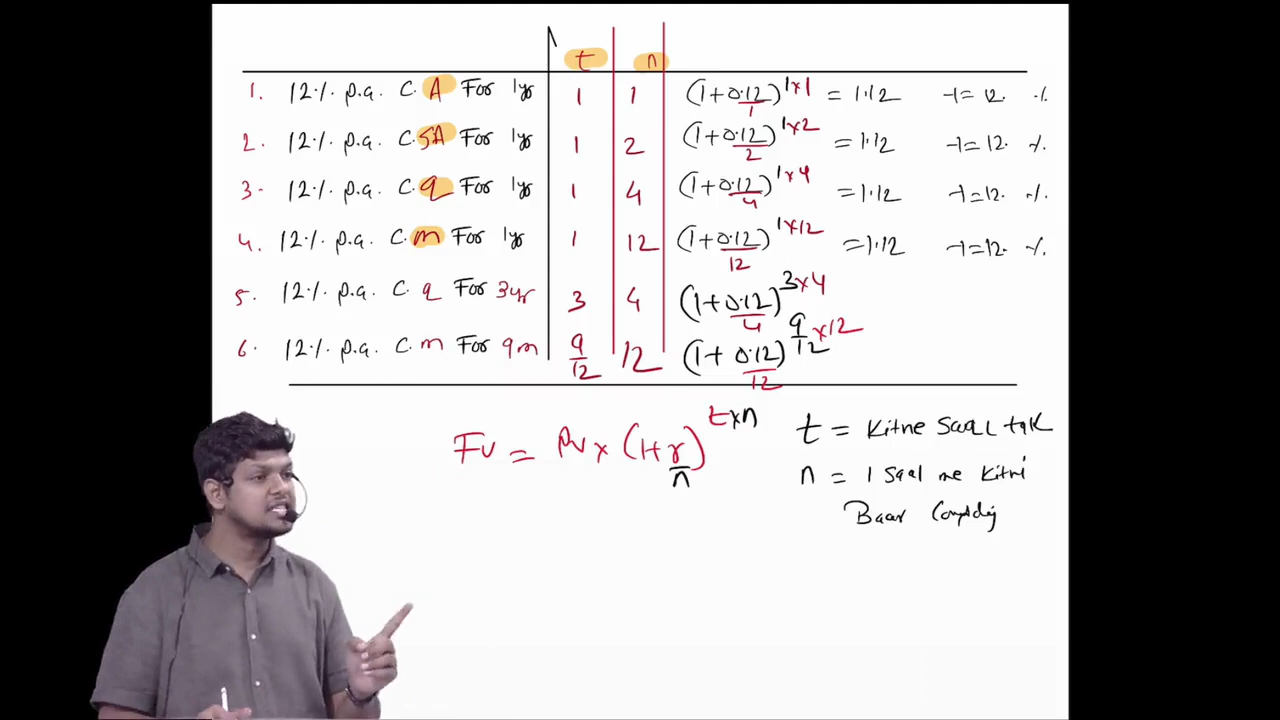 t n
1. 12% p.a. C. A For 1yr 1 1 (1+0.12/1)^1×1 = 1.12 -1 = 12. %
2. 12% p.a. C. SA For 1yr 1 2 (1+0.12/2)^1×2 = 1.12 -1 = 12. %
3. 12% p.a. C. q For 1yr 1 4 (1+0.12/4)^1×4 = 1.12 -1 = 12. %
4. 12% p.a. C. m For 1yr 1 12 (1+0.12/12)^1×12 = 1.12 -1 = 12. %
5. 12% p.a. C. q For 3yr 3 4 (1+0.12/4)^3×4
6. 12% p.a. C. m For 9m 9/12 12 (1+0.12/12)^9/12×12
FV = PV × (1+r/n)^t×n
t = Kitne Saal tak
n = 1 Saal me Kitni
Baar